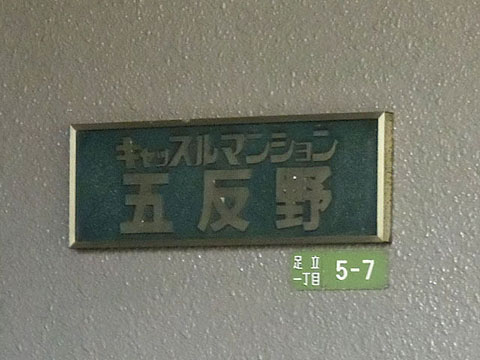 キャッスルマンション
五反野
足立
一丁目
5-7